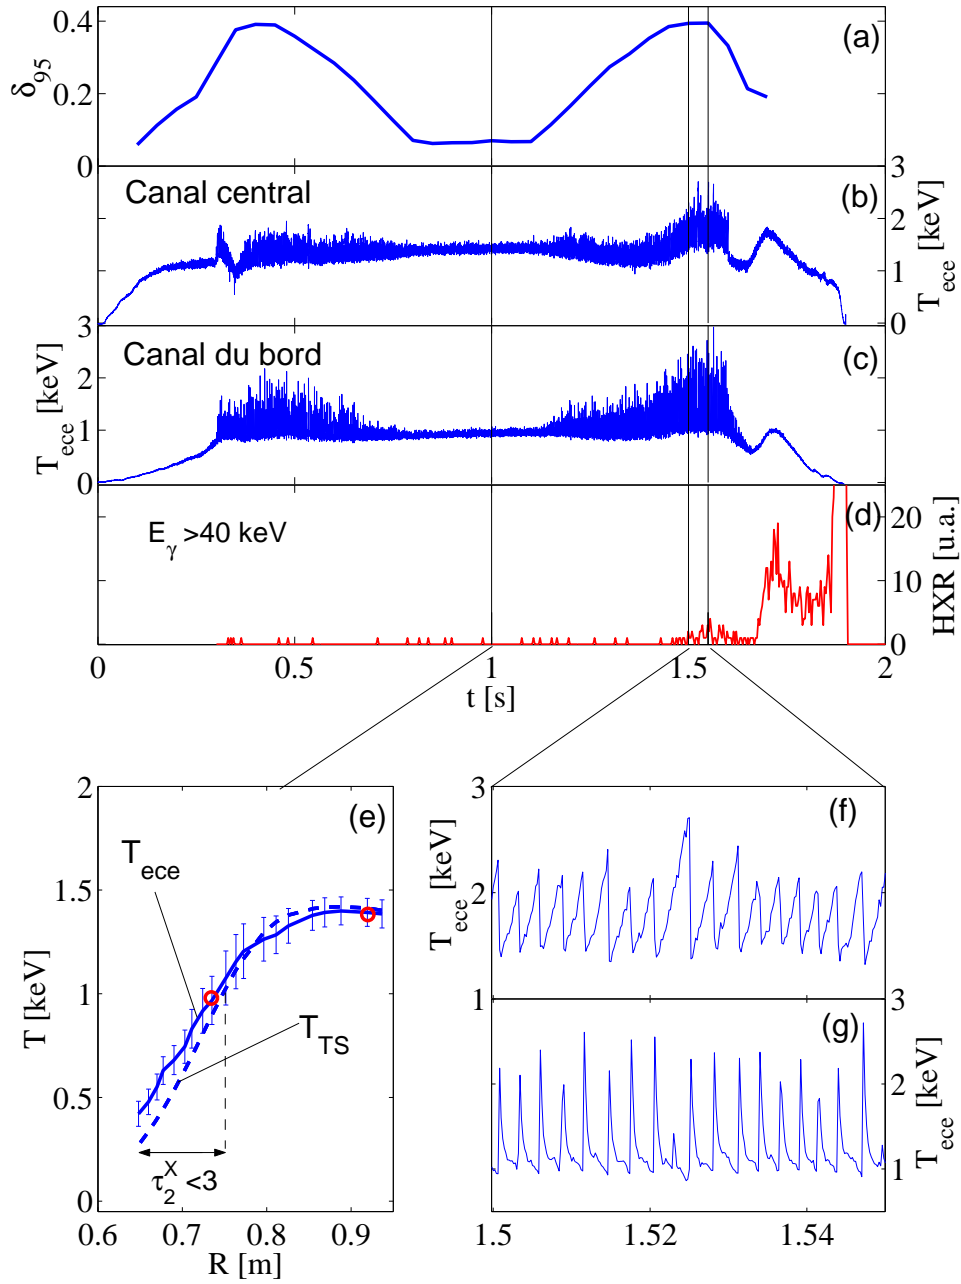 0.4
0.2
0
δ95
(a)
Canal central
(b)
3
2
1
0
Tece [keV]
Canal du bord
(c)
3
2
1
0
Tece [keV]
Eγ >40 keV
(d)
20
10
0
HXR [u.a.]
0 0.5 1 1.5 2
t [s]
2
1.5
1
0.5
0
T [keV]
(e)
Tece
TTS
τ2X <3
0.6 0.7 0.8 0.9
R [m]
3
2
1
Tece [keV]
(f)
(g)
3
2
1
Tece [keV]
1.5 1.52 1.54